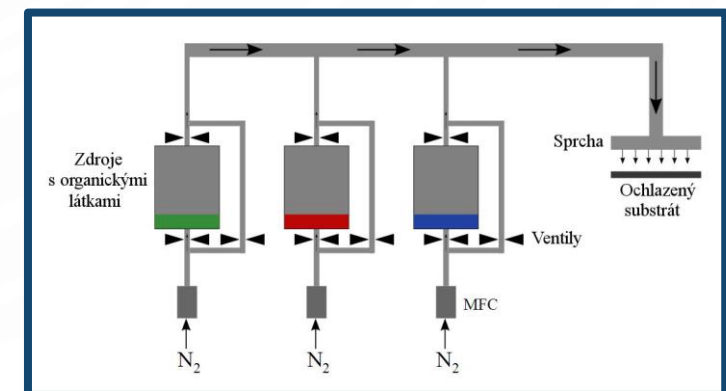 Zdroje
s organickými
látkami
Sprcha
Ochlazený
substrát
Ventily
MFC
N₂
N₂
N₂